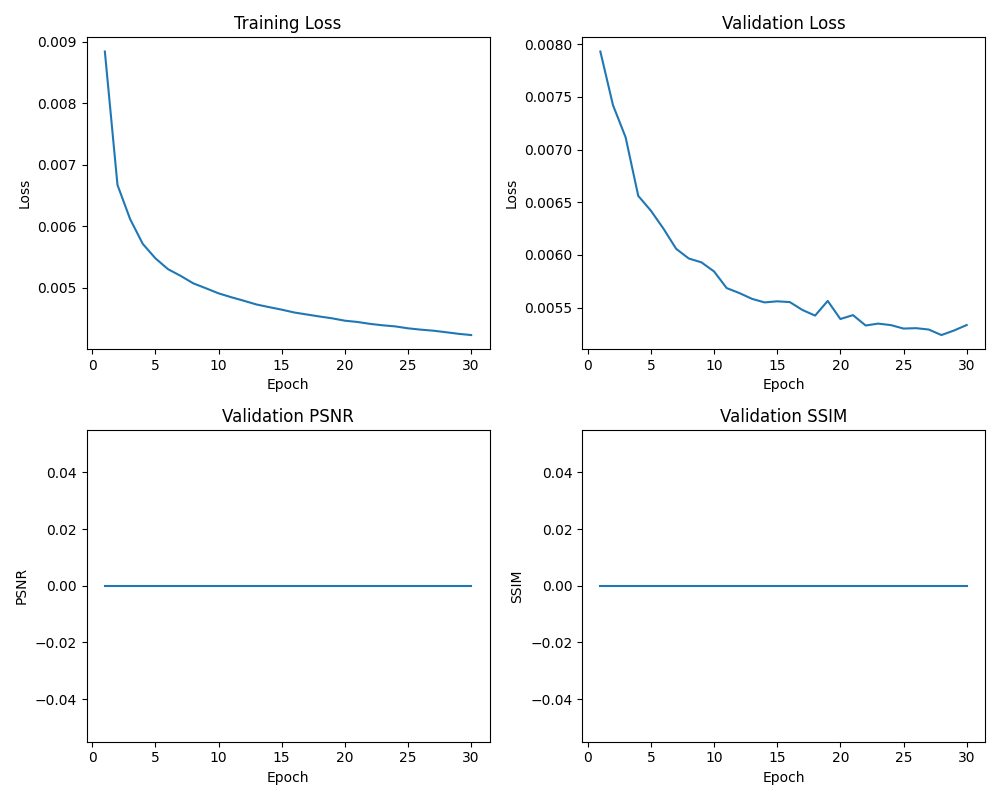 Training Loss
Validation Loss
0.009
0.008
0.007
0.006
0.005
Loss
0 5 10 15 20 25 30
Epoch
0.0080
0.0075
0.0070
0.0065
0.0060
0.0055
Loss
0 5 10 15 20 25 30
Epoch
Validation PSNR
Validation SSIM
0.04
0.02
0.00
−0.02
−0.04
PSNR
0 5 10 15 20 25 30
Epoch
0.04
0.02
0.00
−0.02
−0.04
SSIM
0 5 10 15 20 25 30
Epoch